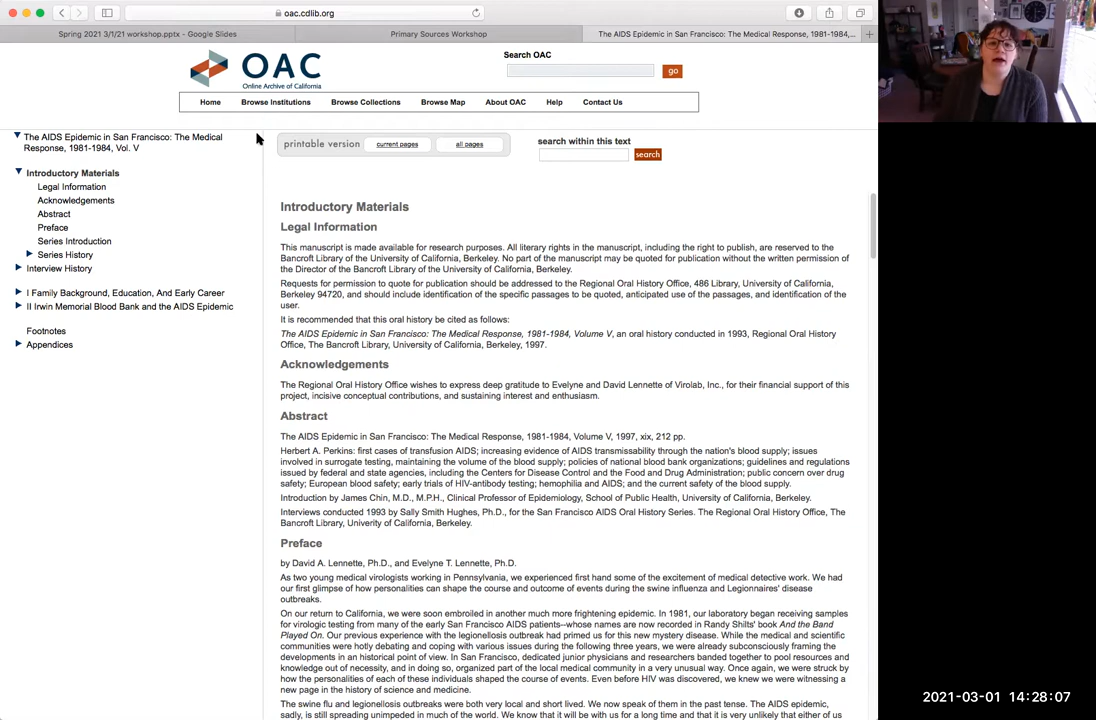 oac.cdlib.org
Spring 2021 3/1/21 workshop.pptx - Google Slides
Primary Sources Workshop
The AIDS Epidemic in San Francisco: The Medical Response, 1981-1984,...
OAC
Online Archive of California
Search OAC
go
Home
Browse Institutions
Browse Collections
Browse Map
About OAC
Help
Contact Us
The AIDS Epidemic in San Francisco: The Medical
Response, 1981-1984, Vol. V
Introductory Materials
Legal Information
Acknowledgements
Abstract
Preface
Series Introduction
Series History
Interview History
I Family Background, Education, And Early Career
II Irwin Memorial Blood Bank and the AIDS Epidemic
Footnotes
Appendices
printable version
current pages
all pages
search within this text
search
Introductory Materials
Legal Information
This manuscript is made available for research purposes. All literary rights in the manuscript, including the right to publish, are reserved to the
Bancroft Library of the University of California, Berkeley. No part of the manuscript may be quoted for publication without the written permission of
the Director of the Bancroft Library of the University of California, Berkeley.
Requests for permission to quote for publication should be addressed to the Regional Oral History Office, 486 Library, University of California,
Berkeley 94720, and should include identification of the specific passages to be quoted, anticipated use of the passages, and identification of the
user.
It is recommended that this oral history be cited as follows:
The AIDS Epidemic in San Francisco: The Medical Response, 1981-1984, Volume V, an oral history conducted in 1993, Regional Oral History
Office, The Bancroft Library, University of California, Berkeley, 1997.
Acknowledgements
The Regional Oral History Office wishes to express deep gratitude to Evelyne and David Lennette of Virolab, Inc., for their financial support of this
project, incisive conceptual contributions, and sustaining interest and enthusiasm.
Abstract
The AIDS Epidemic in San Francisco: The Medical Response, 1981-1984, Volume V, 1997, xix, 212 pp.
Herbert A. Perkins: first cases of transfusion AIDS; increasing evidence of AIDS transmissability through the nation's blood supply; issues
involved in surrogate testing, maintaining the volume of the blood supply; policies of national blood bank organizations; guidelines and regulations
issued by federal and state agencies, including the Centers for Disease Control and the Food and Drug Administration; public concern over drug
safety; European blood safety; early trials of HIV-antibody testing; hemophilia and AIDS; and the current safety of the blood supply.
Introduction by James Chin, M.D., M.P.H., Clinical Professor of Epidemiology, School of Public Health, University of California, Berkeley.
Interviews conducted 1993 by Sally Smith Hughes, Ph.D., for the San Francisco AIDS Oral History Series. The Regional Oral History Office, The
Bancroft Library, Univerity of California, Berkeley.
Preface
by David A. Lennette, Ph.D., and Evelyne T. Lennette, Ph.D.
As two young medical virologists working in Pennsylvania, we experienced first hand some of the excitement of medical detective work. We had
our first glimpse of how personalities can shape the course and outcome of events during the swine influenza and Legionnaires' disease
outbreaks.
On our return to California, we were soon embroiled in another much more frightening epidemic. In 1981, our laboratory began receiving samples
for virologic testing from many of the early San Francisco AIDS patients--whose names are now recorded in Randy Shilts' book And the Band
Played On. Our previous experience with the legionellosis outbreak had primed us for this new mystery disease. While the medical and scientific
communities were hotly debating and coping with various issues during the following three years, we were already subconsciously framing the
developments in an historical point of view. In San Francisco, dedicated junior physicians and researchers banded together to pool resources and
knowledge out of necessity, and in doing so, organized part of the local medical community in a very unusual way. Once again, we were struck by
how the personalities of each of these individuals shaped the course of events. Even before HIV was discovered, we knew we were witnessing a
new page in the history of science and medicine.
The swine flu and legionellosis outbreaks were both very local and short lived. We now speak of them in the past tense. The AIDS epidemic,
sadly, is still spreading unimpeded in much of the world. We know that it will be with us for a long time and that it is very unlikely that either of us
2021-03-01 14:28:07